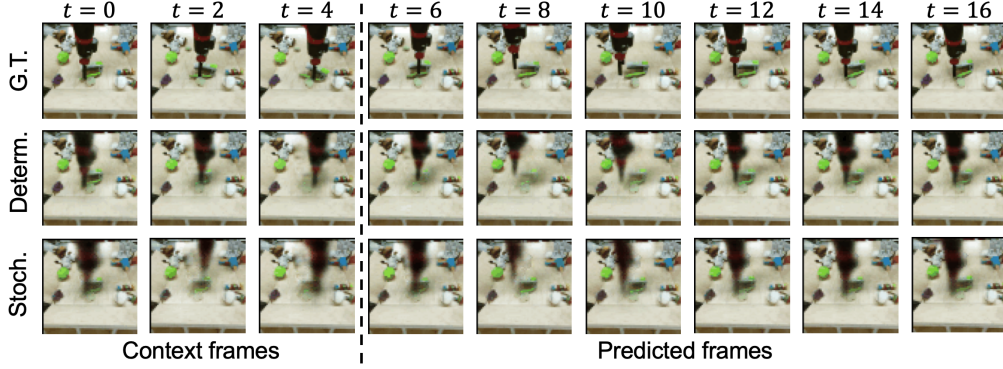 t = 0 t = 2 t = 4 t = 6 t = 8 t = 10 t = 12 t = 14 t = 16
G.T.
Determ.
Stoch.
Context frames Predicted frames